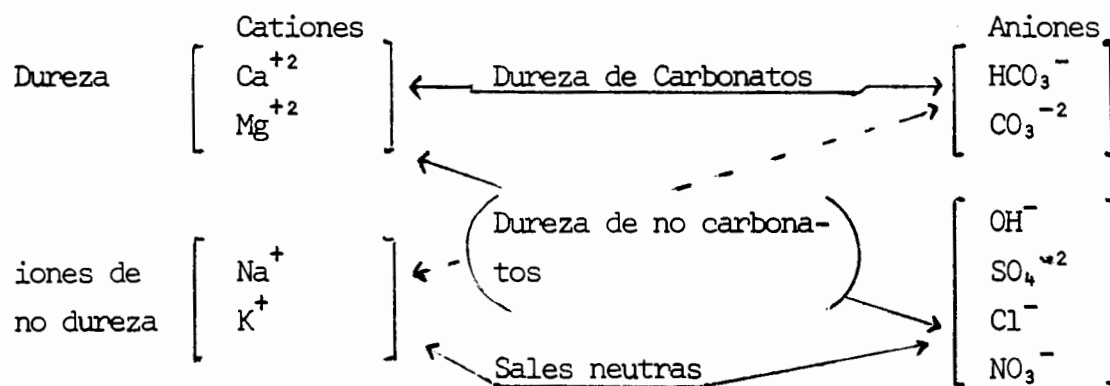 Cationes Aniones
Dureza Ca+2 Dureza de Carbonatos HCO₃-
Mg+2 CO₃-2
Dureza de no carbona- OH-
iones de Na+ tos SO₄-2
no dureza K+ Cl-
Sales neutras NO₃-